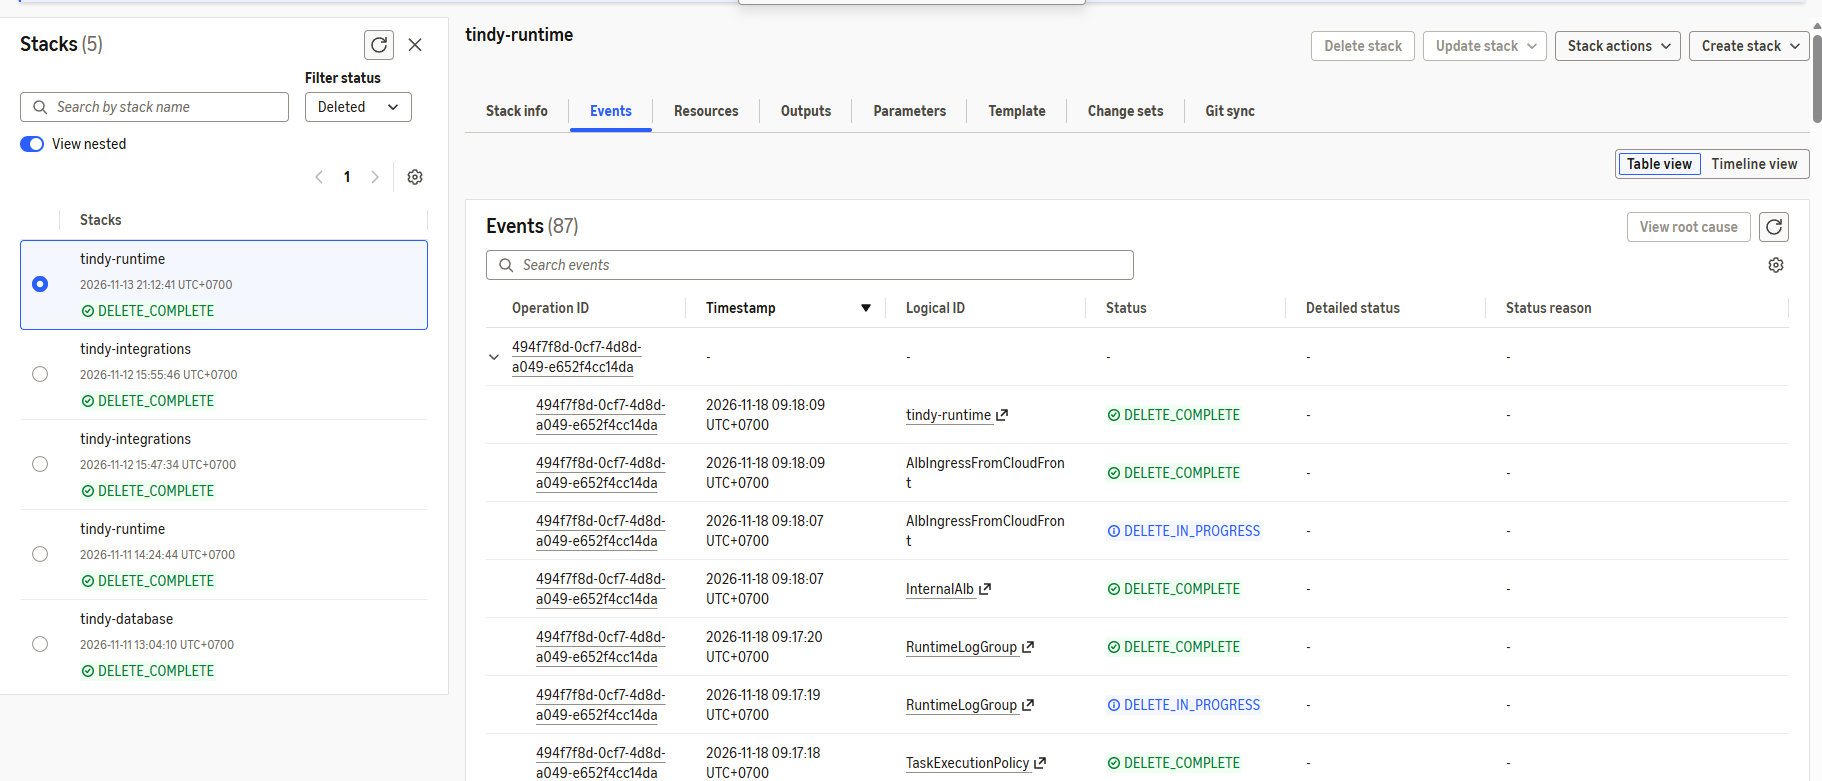 Stacks (5)
Filter status
Search by stack name
Deleted
View nested
1
Stacks
tindy-runtime
2026-11-13 21:12:41 UTC+0700
DELETE_COMPLETE
tindy-integrations
2026-11-12 15:55:46 UTC+0700
DELETE_COMPLETE
tindy-integrations
2026-11-12 15:47:34 UTC+0700
DELETE_COMPLETE
tindy-runtime
2026-11-11 14:24:44 UTC+0700
DELETE_COMPLETE
tindy-database
2026-11-11 13:04:10 UTC+0700
DELETE_COMPLETE
tindy-runtime
Delete stack Update stack Stack actions Create stack
Stack info Events Resources Outputs Parameters Template Change sets Git sync
Table view Timeline view
Events (87)
View root cause
Search events
Operation ID Timestamp Logical ID Status Detailed status Status reason
494f7f8d-0cf7-4d8d- - - - - -
a049-e652f4cc14da
494f7f8d-0cf7-4d8d- 2026-11-18 09:18:09 tindy-runtime DELETE_COMPLETE - -
a049-e652f4cc14da UTC+0700
494f7f8d-0cf7-4d8d- 2026-11-18 09:18:09 AlbIngressFromCloudFron DELETE_COMPLETE - -
a049-e652f4cc14da UTC+0700 t
494f7f8d-0cf7-4d8d- 2026-11-18 09:18:07 AlbIngressFromCloudFron DELETE_IN_PROGRESS - -
a049-e652f4cc14da UTC+0700 t
494f7f8d-0cf7-4d8d- 2026-11-18 09:18:07 InternalAlb DELETE_COMPLETE - -
a049-e652f4cc14da UTC+0700
494f7f8d-0cf7-4d8d- 2026-11-18 09:17:20 RuntimeLogGroup DELETE_COMPLETE - -
a049-e652f4cc14da UTC+0700
494f7f8d-0cf7-4d8d- 2026-11-18 09:17:19 RuntimeLogGroup DELETE_IN_PROGRESS - -
a049-e652f4cc14da UTC+0700
494f7f8d-0cf7-4d8d- 2026-11-18 09:17:18 TaskExecutionPolicy DELETE_COMPLETE - -
a049-e652f4cc14da UTC+0700